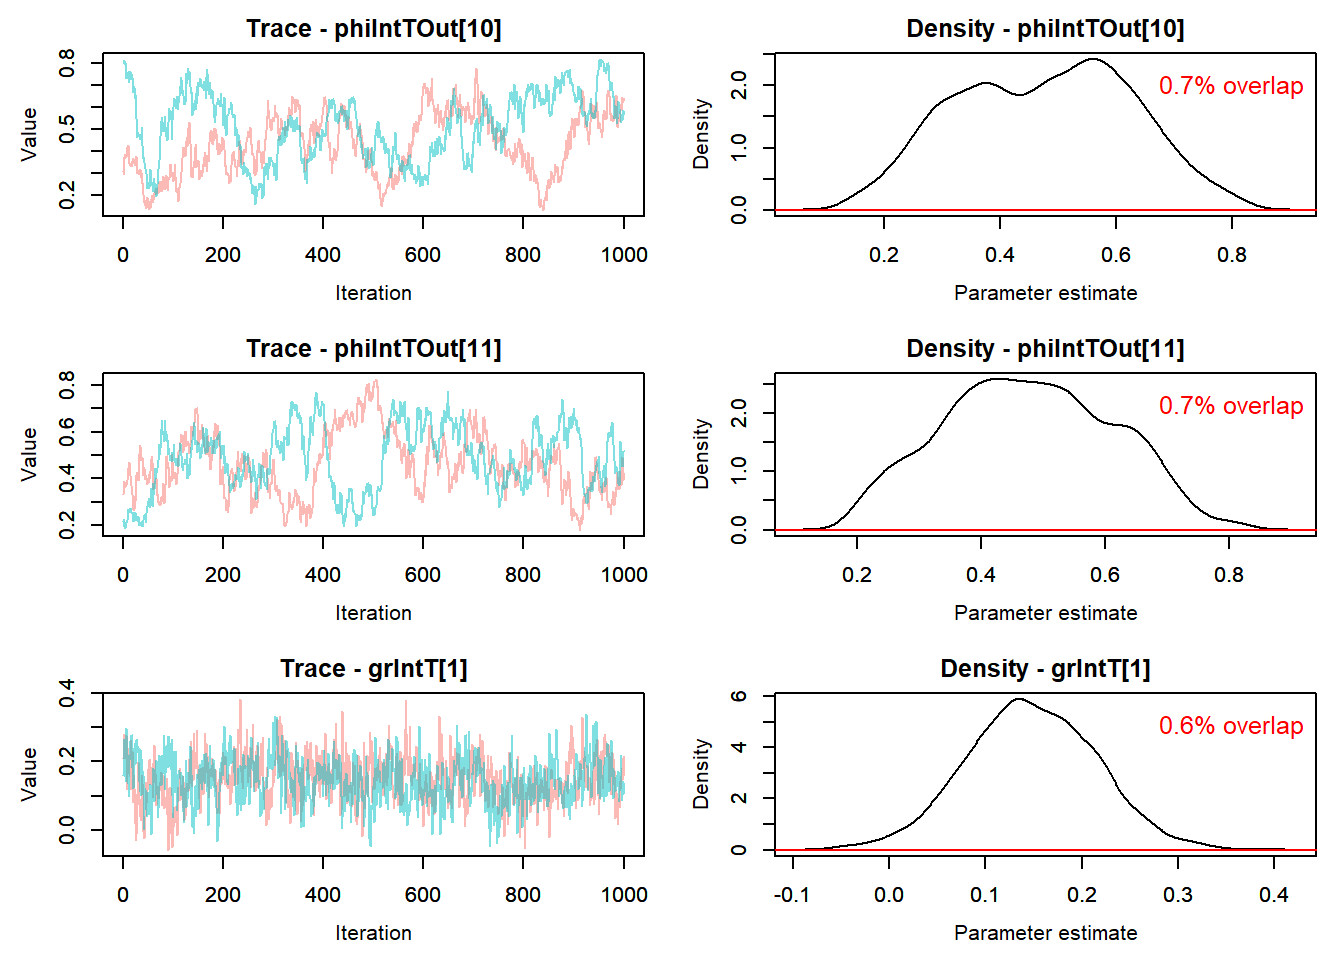 Trace - phiIntTOut[10]
Value
0.2 0.5 0.8
0 200 400 600 800 1000
Iteration
Density - phiIntTOut[10]
0.7% overlap
Density
0.0 1.0 2.0
0.2 0.4 0.6 0.8
Parameter estimate
Trace - phiIntTOut[11]
Value
0.2 0.4 0.6 0.8
0 200 400 600 800 1000
Iteration
Density - phiIntTOut[11]
0.7% overlap
Density
0.0 1.0 2.0
0.2 0.4 0.6 0.8
Parameter estimate
Trace - grIntT[1]
Value
0.0 0.2 0.4
0 200 400 600 800 1000
Iteration
Density - grIntT[1]
0.6% overlap
Density
0 2 4 6
-0.1 0.0 0.1 0.2 0.3 0.4
Parameter estimate